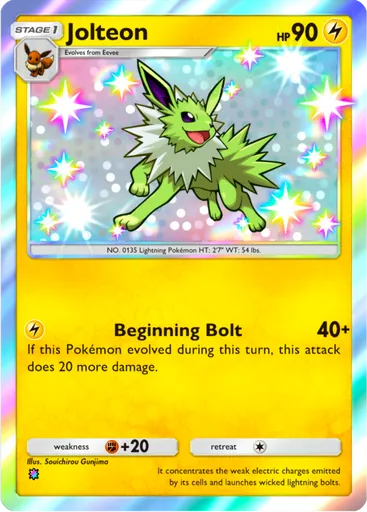 STAGE 1
Jolteon
HP 90
Evolves from Eevee
NO. 0135 Lightning Pokémon HT: 2'7" WT: 54 lbs.
Beginning Bolt 40+
If this Pokémon evolved during this turn, this attack
does 20 more damage.
weakness +20 retreat
Illus. Souichirou Gunjima
It concentrates the weak electric charges emitted
by its cells and launches wicked lightning bolts.